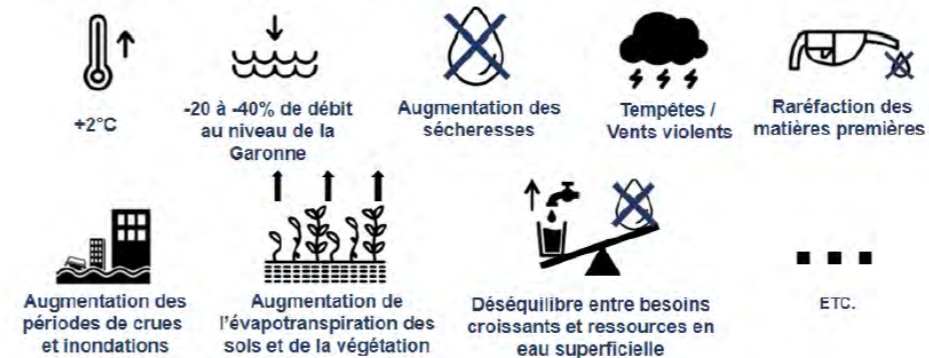 +2°C
-20 à -40% de débit
au niveau de la
Garonne
Augmentation des
sécheresses
Tempêtes /
Vents violents
Raréfaction des
matières premières
Augmentation des
périodes de crues
et inondations
Augmentation de
l'évapotranspiration des
sols et de la végétation
Déséquilibre entre besoins
croissants et ressources en
eau superficielle
ETC.